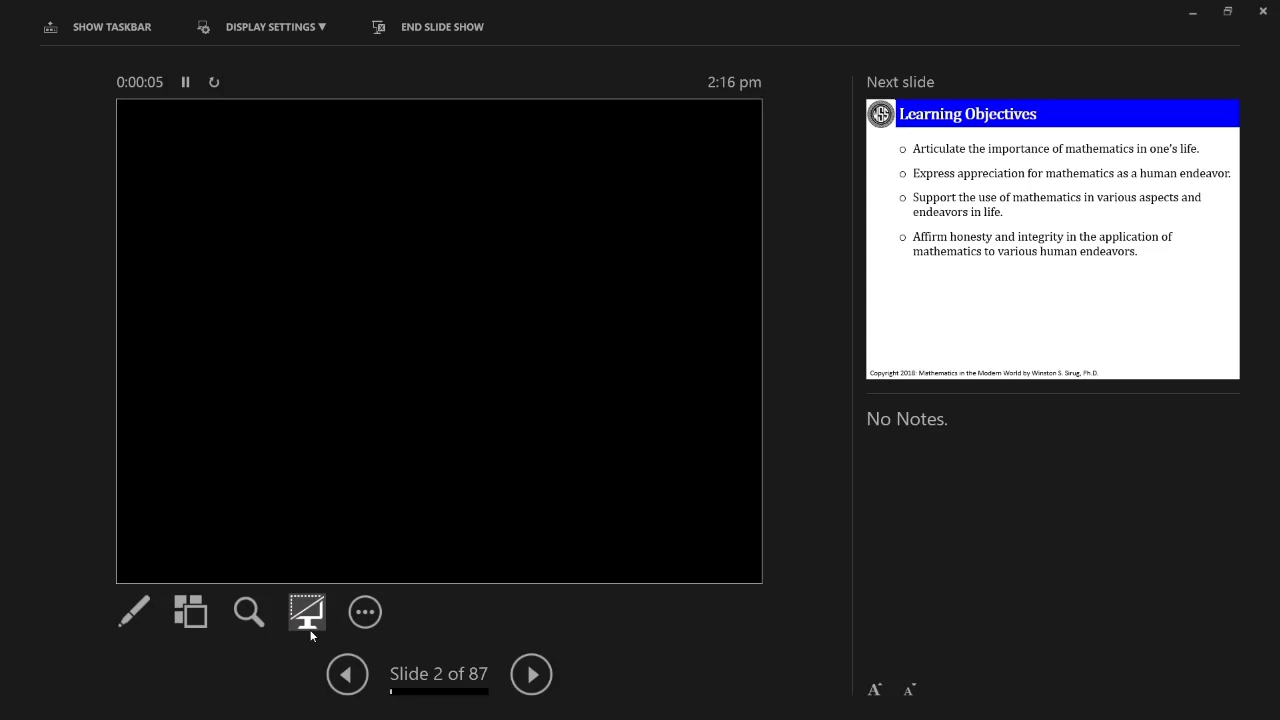 SHOW TASKBAR
DISPLAY SETTINGS ▼
END SLIDE SHOW
0:00:05
2:16 pm
Next slide
Learning Objectives
o Articulate the importance of mathematics in one's life.
o Express appreciation for mathematics as a human endeavor.
o Support the use of mathematics in various aspects and
endeavors in life.
o Affirm honesty and integrity in the application of
mathematics to various human endeavors.
Copyright 2018: Mathematics in the Modern World by Winston S. Sirug, Ph.D.
No Notes.
Slide 2 of 87
A A